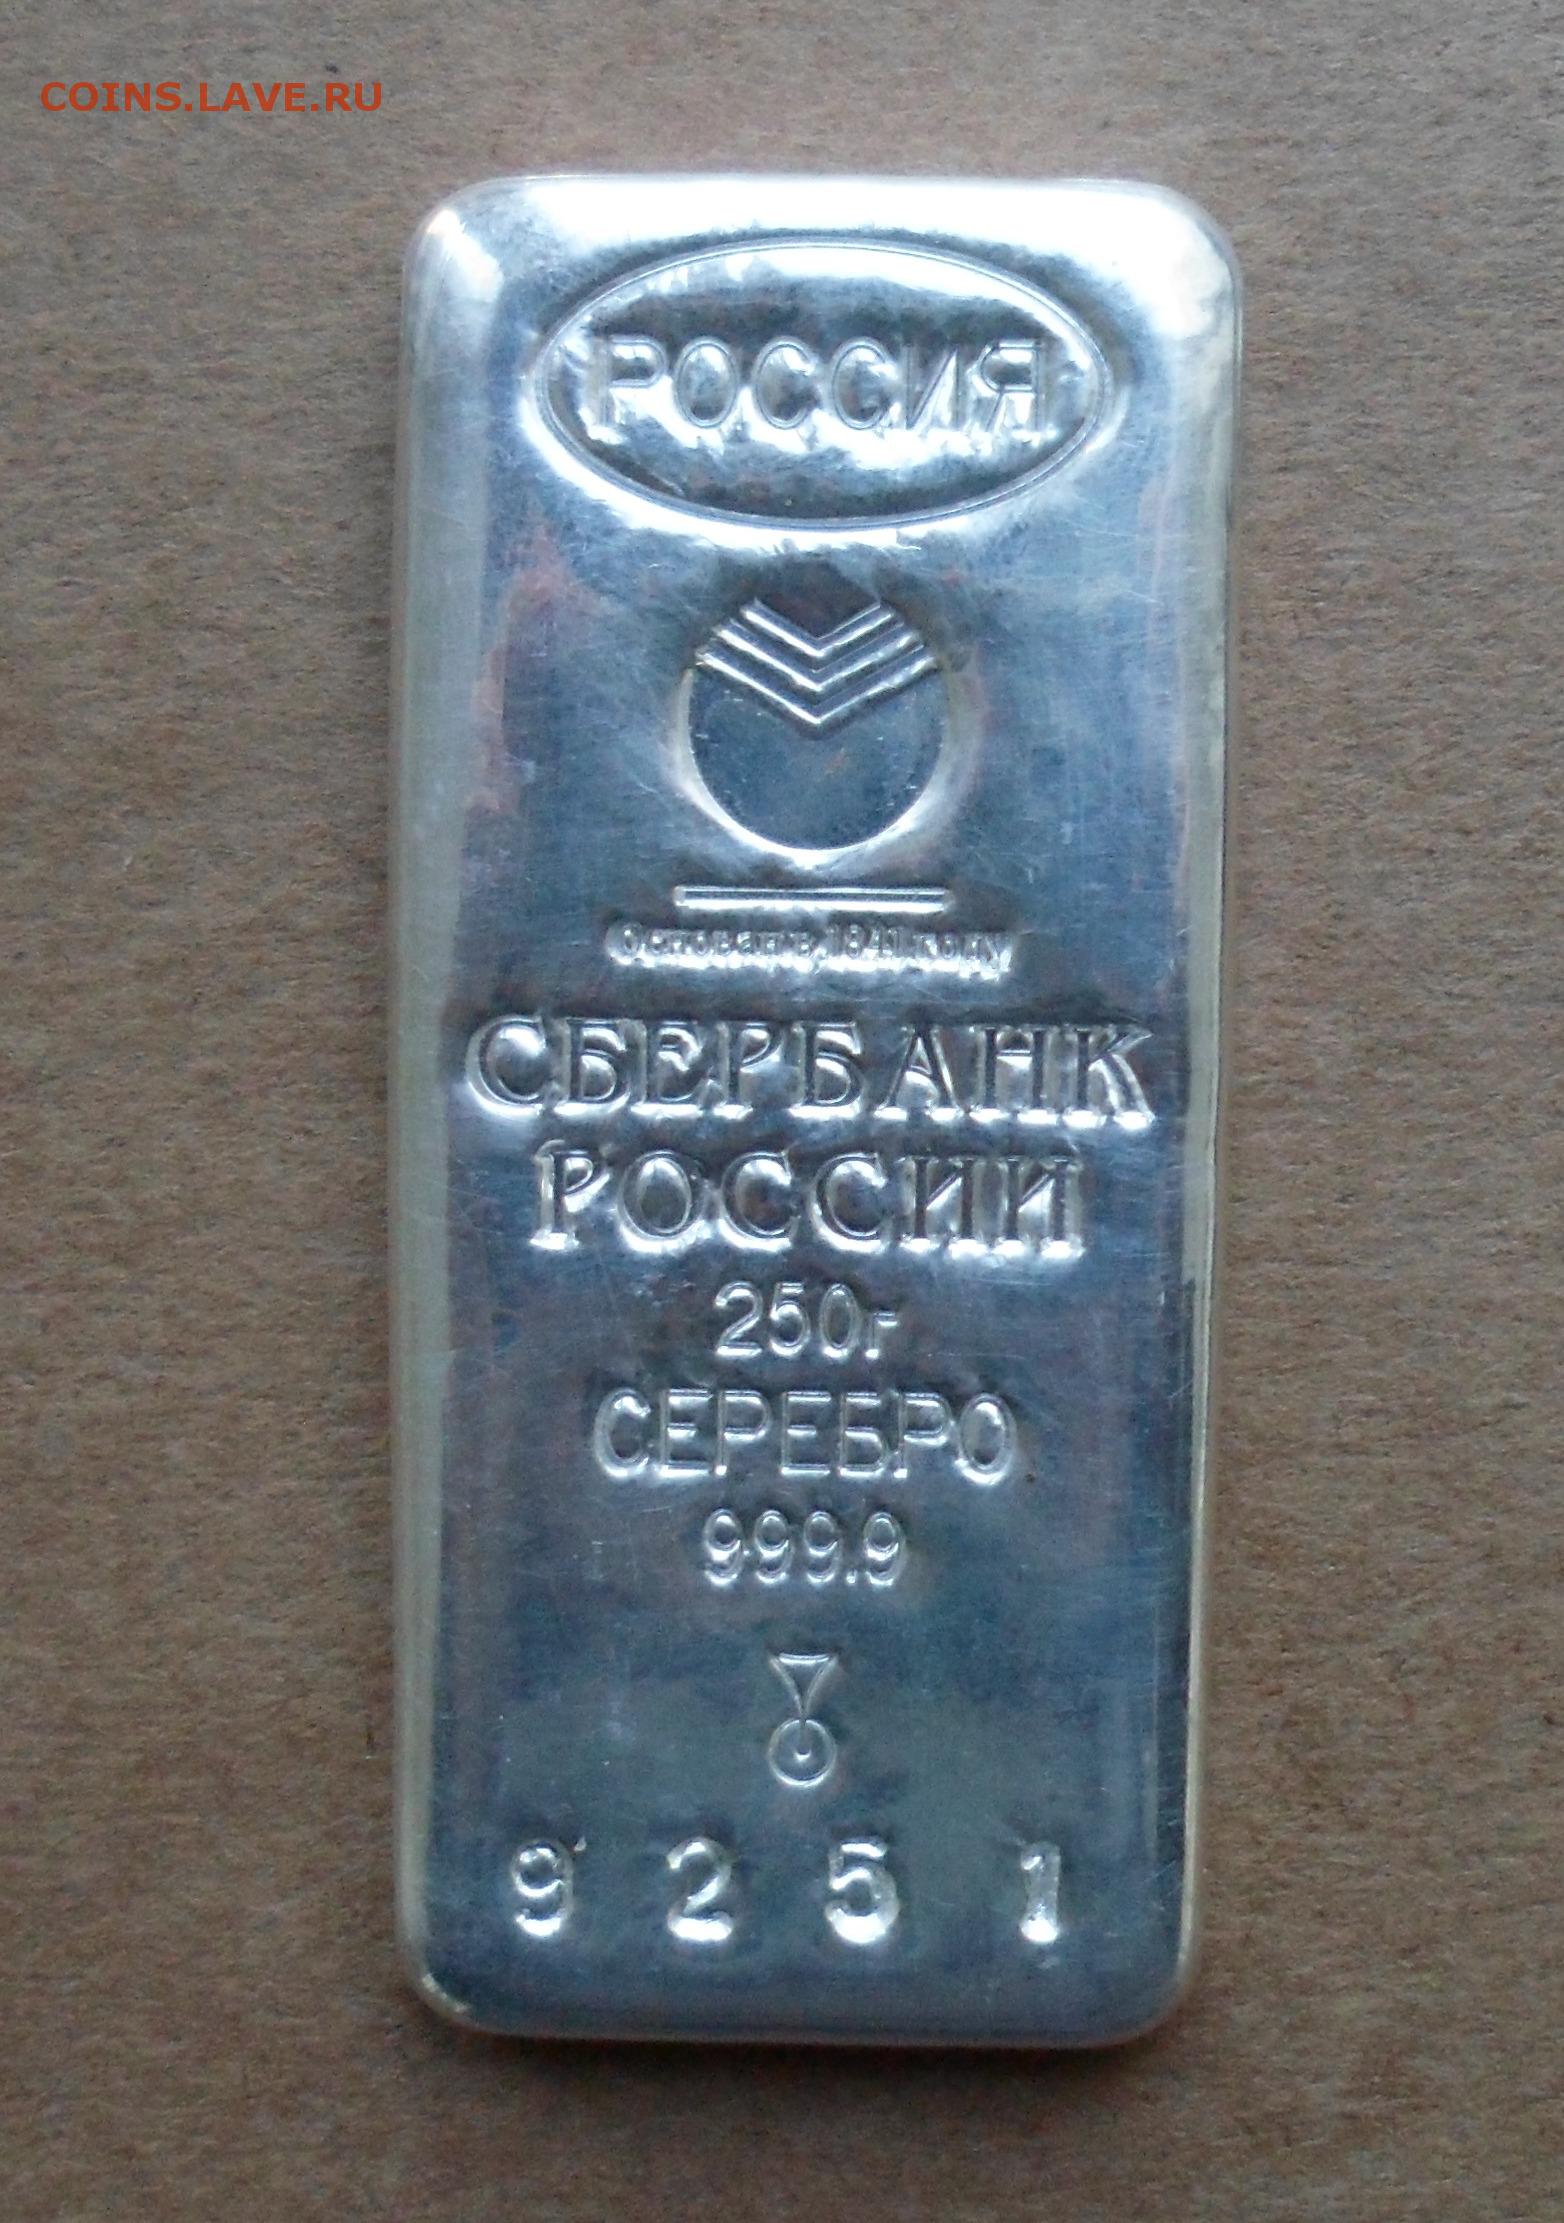 COINS.LAVE.RU
РОССИЯ
Основан в 1841 году
СБЕРБАНК
РОССИИ
250г
СЕРЕБРО
999.9
9 2 5 1